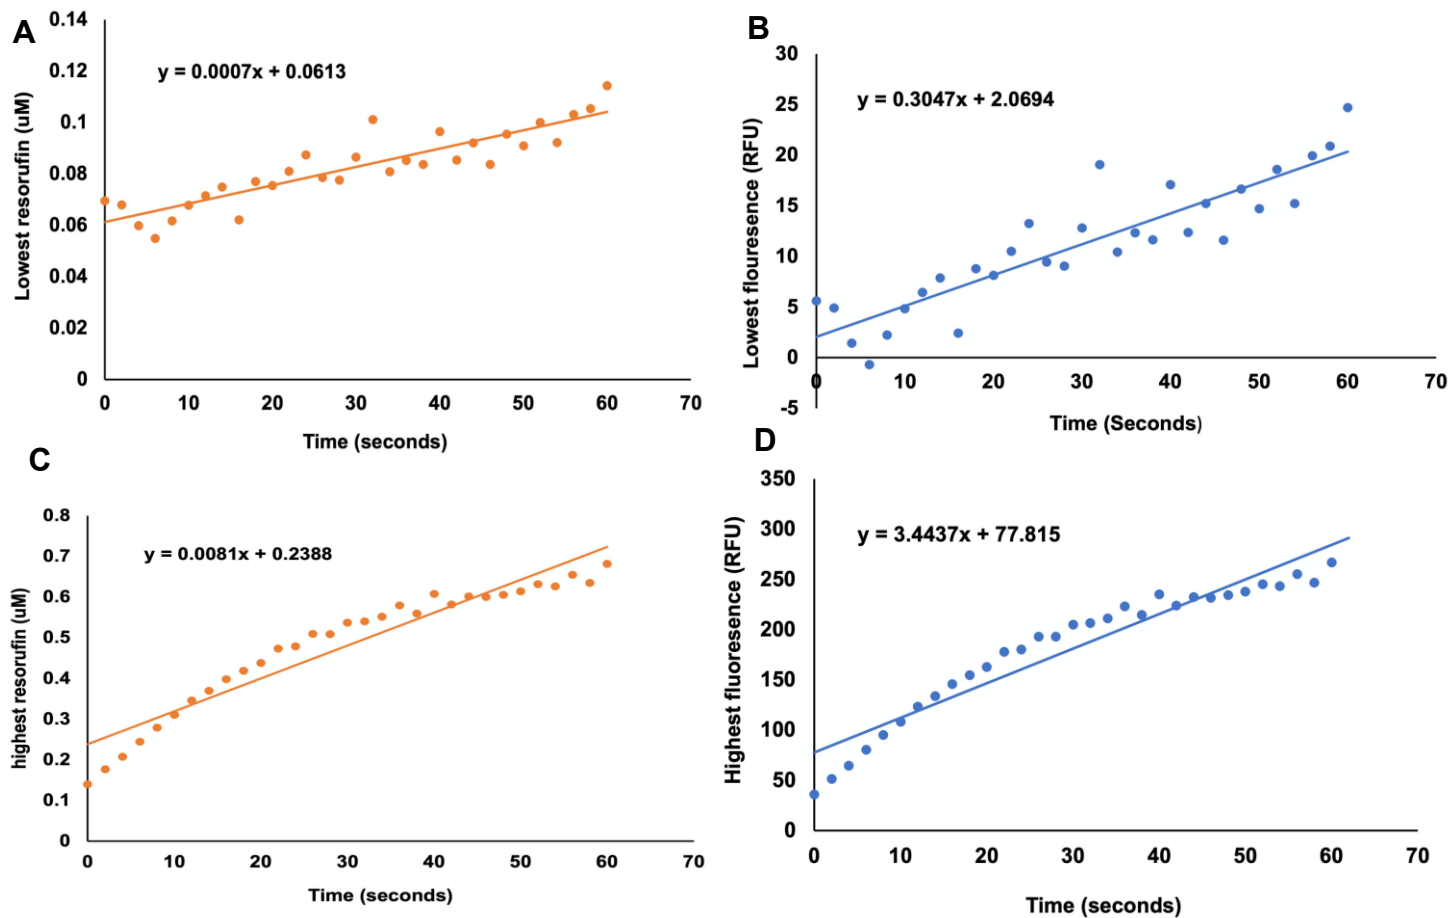 A
0.14
0.12
0.1
0.08
0.06
0.04
0.02
0
y = 0.0007x + 0.0613
Lowest resorufin (uM)
0 10 20 30 40 50 60 70
Time (seconds)
B
30
25
20
15
10
5
0
-5
y = 0.3047x + 2.0694
Lowest flouresence (RFU)
0 10 20 30 40 50 60 70
Time (Seconds)
C
0.8
0.7
0.6
0.5
0.4
0.3
0.2
0.1
0
y = 0.0081x + 0.2388
highest resorufin (uM)
0 10 20 30 40 50 60 70
Time (seconds)
D
350
300
250
200
150
100
50
0
y = 3.4437x + 77.815
Highest fluoresence (RFU)
0 10 20 30 40 50 60 70
Time (seconds)